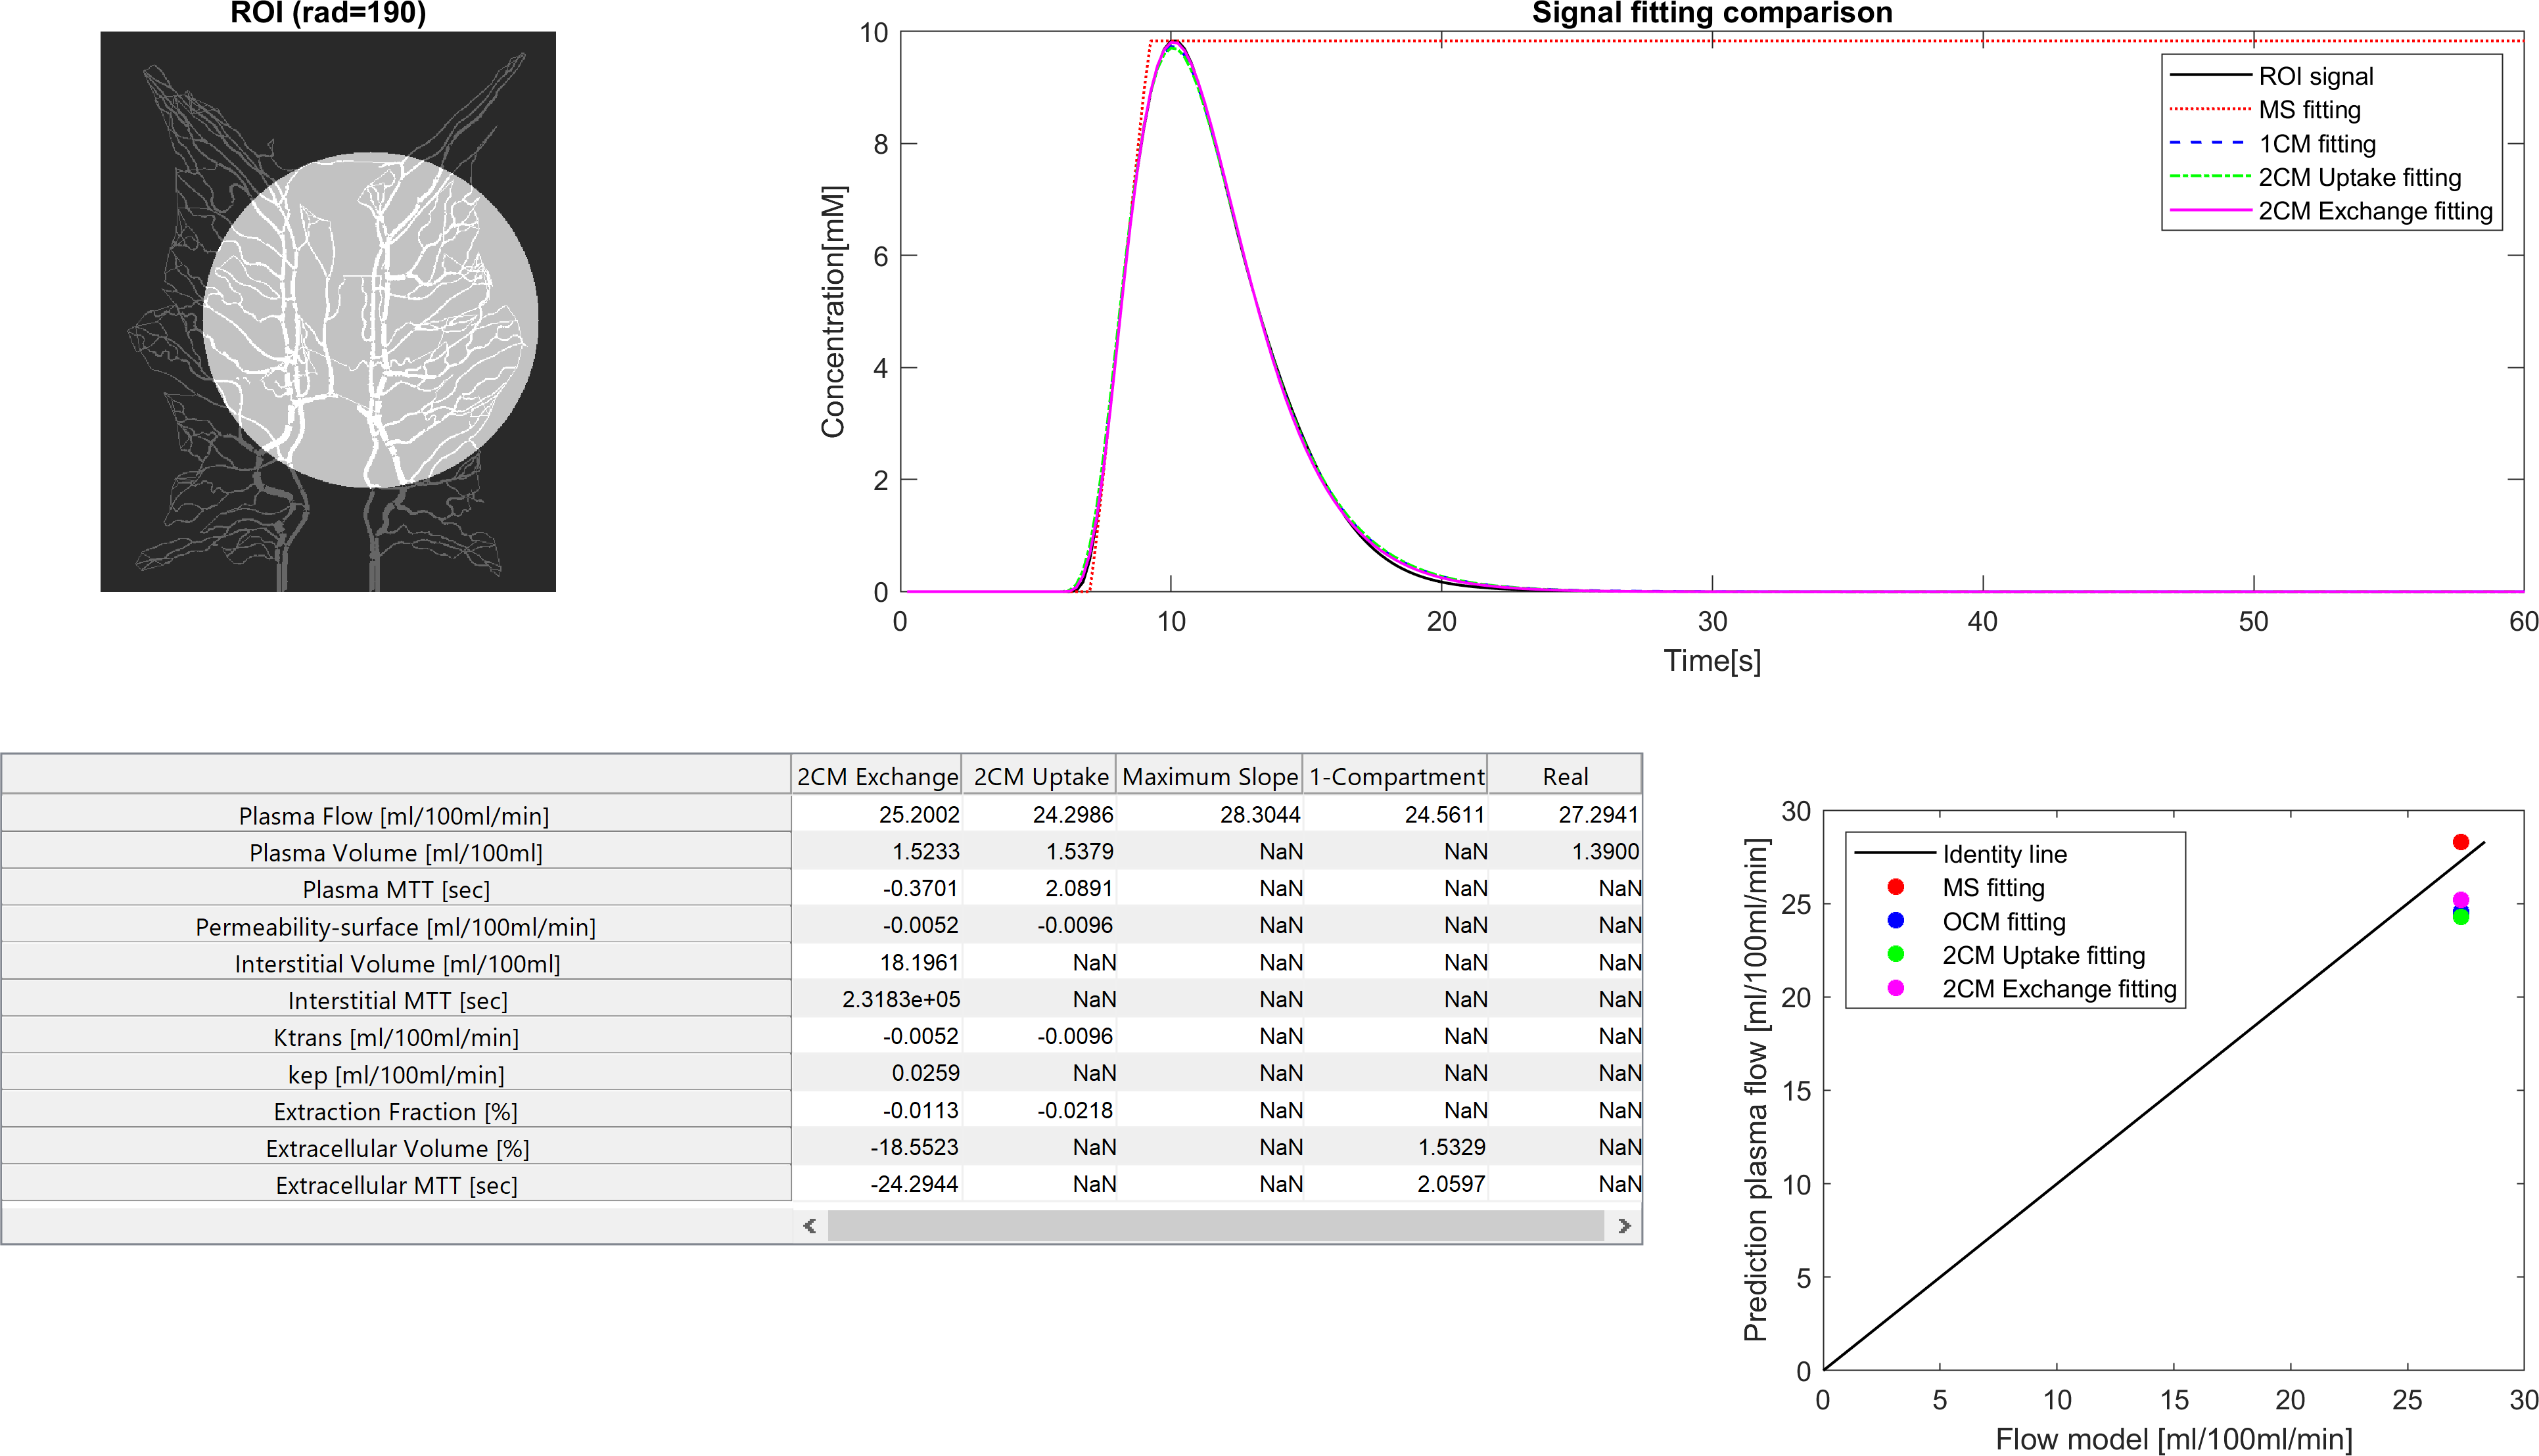 ROI (rad=190)
Signal fitting comparison
Concentration[mM]
10
8
6
4
2
0
0 10 20 30 40 50 60
Time[s]
ROI signal
MS fitting
1CM fitting
2CM Uptake fitting
2CM Exchange fitting
2CM Exchange 2CM Uptake Maximum Slope 1-Compartment Real
Plasma Flow [ml/100ml/min] 25.2002 24.2986 28.3044 24.5611 27.2941
Plasma Volume [ml/100ml] 1.5233 1.5379 NaN NaN 1.3900
Plasma MTT [sec] -0.3701 2.0891 NaN NaN NaN
Permeability-surface [ml/100ml/min] -0.0052 -0.0096 NaN NaN NaN
Interstitial Volume [ml/100ml] 18.1961 NaN NaN NaN NaN
Interstitial MTT [sec] 2.3183e+05 NaN NaN NaN NaN
Ktrans [ml/100ml/min] -0.0052 -0.0096 NaN NaN NaN
kep [ml/100ml/min] 0.0259 NaN NaN NaN NaN
Extraction Fraction [%] -0.0113 -0.0218 NaN NaN NaN
Extracellular Volume [%] -18.5523 NaN NaN 1.5329 NaN
Extracellular MTT [sec] -24.2944 NaN NaN 2.0597 NaN
Prediction plasma flow [ml/100ml/min]
30
25
20
15
10
5
0
0 5 10 15 20 25 30
Flow model [ml/100ml/min]
Identity line
MS fitting
OCM fitting
2CM Uptake fitting
2CM Exchange fitting